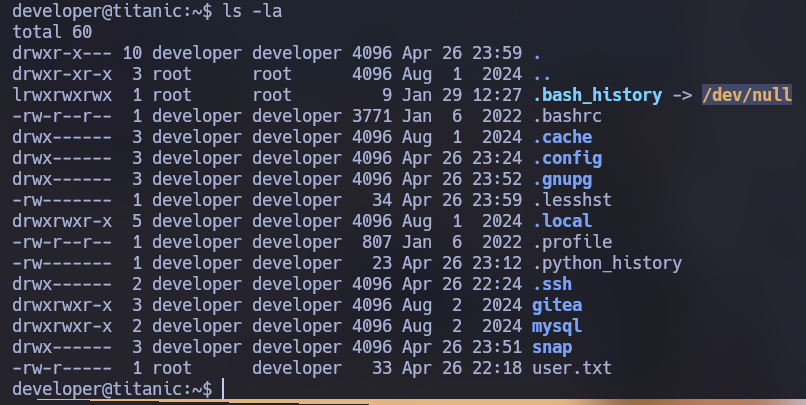 developer@titanic:~$ ls -la
total 60
drwxr-x--- 10 developer developer 4096 Apr 26 23:59 .
drwxr-xr-x  3 root      root      4096 Aug  1  2024 ..
lrwxrwxrwx  1 root      root         9 Jan 29 12:27 .bash_history -> /dev/null
-rw-r--r--  1 developer developer 3771 Jan  6  2022 .bashrc
drwx------  3 developer developer 4096 Aug  1  2024 .cache
drwx------  3 developer developer 4096 Apr 26 23:24 .config
drwx------  3 developer developer 4096 Apr 26 23:52 .gnupg
-rw-------  1 developer developer   34 Apr 26 23:59 .lesshst
drwxrwxr-x  5 developer developer 4096 Aug  1  2024 .local
-rw-r--r--  1 developer developer  807 Jan  6  2022 .profile
-rw-------  1 developer developer   23 Apr 26 23:12 .python_history
drwx------  2 developer developer 4096 Apr 26 22:24 .ssh
drwxrwxr-x  3 developer developer 4096 Aug  2  2024 gitea
drwxrwxr-x  2 developer developer 4096 Aug  2  2024 mysql
drwx------  3 developer developer 4096 Apr 26 23:51 snap
-rw-r-----  1 root      developer   33 Apr 26 22:18 user.txt
developer@titanic:~$